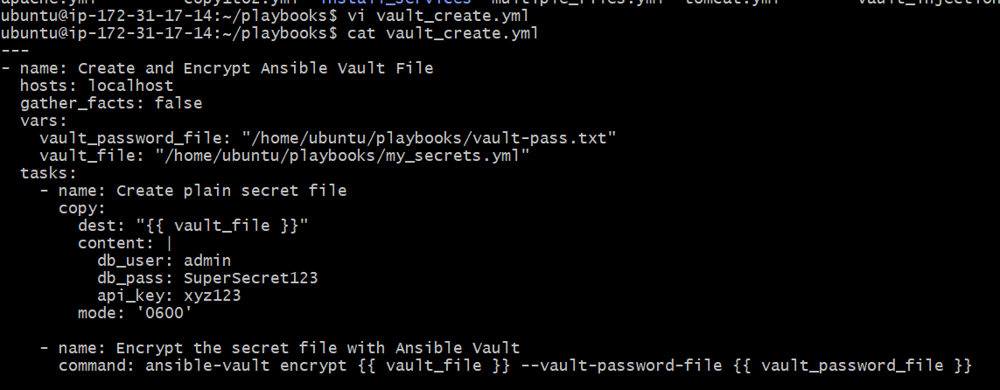 ubuntu@ip-172-31-17-14:~/playbooks$ vi vault_create.yml
ubuntu@ip-172-31-17-14:~/playbooks$ cat vault_create.yml
---
- name: Create and Encrypt Ansible Vault File
  hosts: localhost
  gather_facts: false
  vars:
    vault_password_file: "/home/ubuntu/playbooks/vault-pass.txt"
    vault_file: "/home/ubuntu/playbooks/my_secrets.yml"
  tasks:
    - name: Create plain secret file
      copy:
        dest: "{{ vault_file }}"
        content: |
          db_user: admin
          db_pass: SuperSecret123
          api_key: xyz123
        mode: '0600'

    - name: Encrypt the secret file with Ansible Vault
      command: ansible-vault encrypt {{ vault_file }} --vault-password-file {{ vault_password_file }}